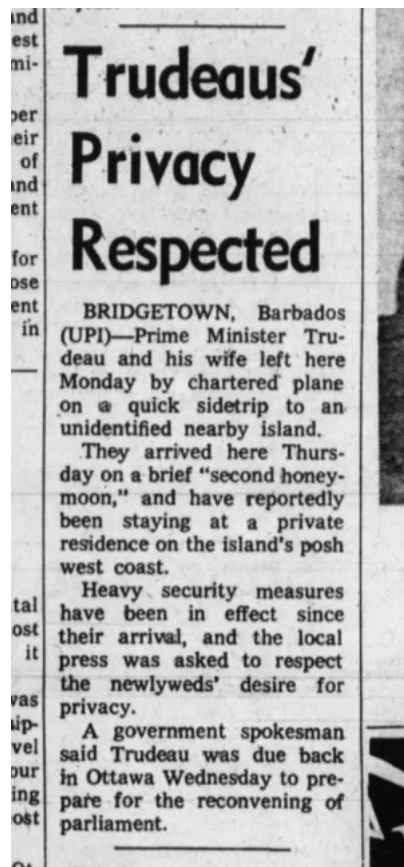 Trudeaus'
Privacy
Respected
BRIDGETOWN, Barbados
(UPI)—Prime Minister Tru-
deau and his wife left here
Monday by chartered plane
on a quick sidetrip to an
unidentified nearby island.
They arrived here Thurs-
day on a brief "second honey-
moon," and have reportedly
been staying at a private
residence on the island's posh
west coast.
Heavy security measures
have been in effect since
their arrival, and the local
press was asked to respect
the newlyweds' desire for
privacy.
A government spokesman
said Trudeau was due back
in Ottawa Wednesday to pre-
pare for the reconvening of
parliament.